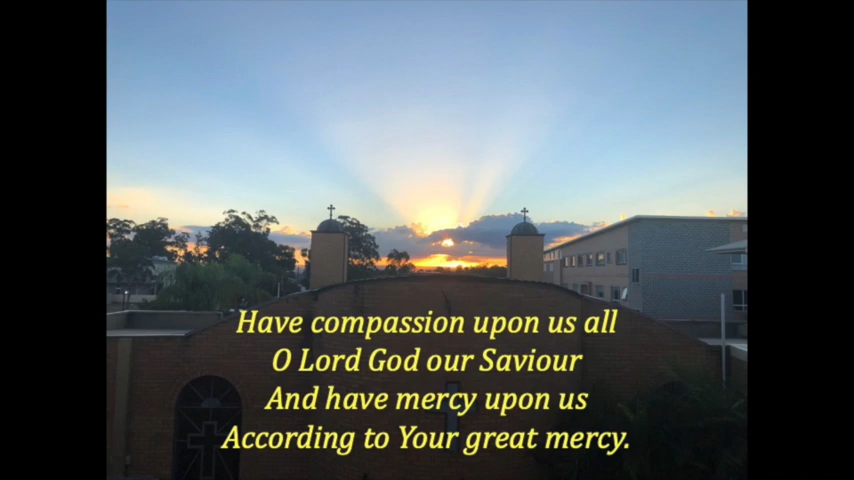 Have compassion upon us all
O Lord God our Saviour
And have mercy upon us
According to Your great mercy.